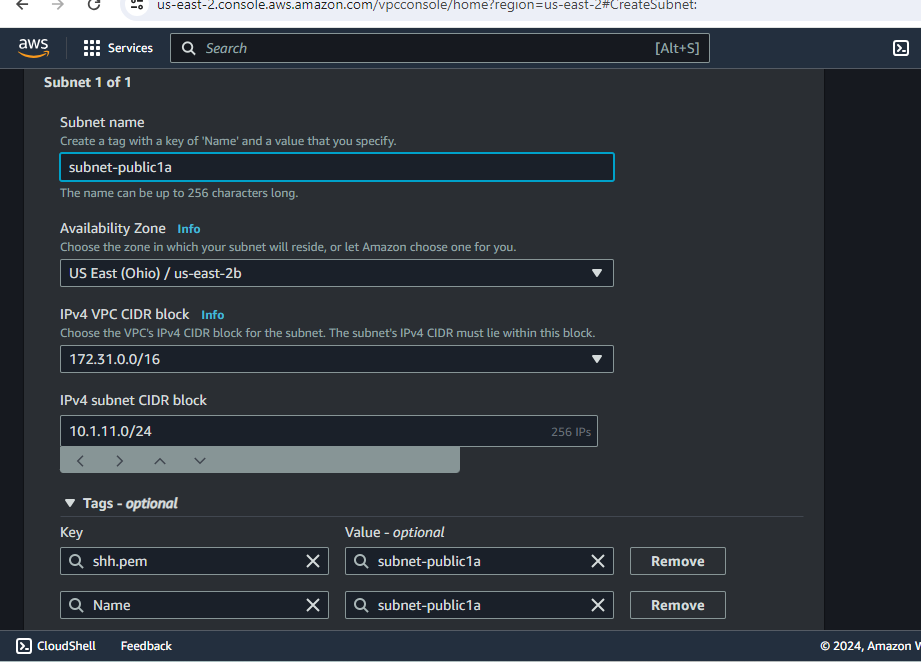 us-east-2.console.aws.amazon.com/vpcconsole/home?region=us-east-2#CreateSubnet:
aws Services Search [Alt+S]
Subnet 1 of 1
Subnet name
Create a tag with a key of 'Name' and a value that you specify.
subnet-public1a
The name can be up to 256 characters long.
Availability Zone Info
Choose the zone in which your subnet will reside, or let Amazon choose one for you.
US East (Ohio) / us-east-2b
IPv4 VPC CIDR block Info
Choose the VPC's IPv4 CIDR block for the subnet. The subnet's IPv4 CIDR must lie within this block.
172.31.0.0/16
IPv4 subnet CIDR block
10.1.11.0/24 256 IPs
Tags - optional
Key Value - optional
shh.pem subnet-public1a Remove
Name subnet-public1a Remove
CloudShell Feedback © 2024, Amazon W